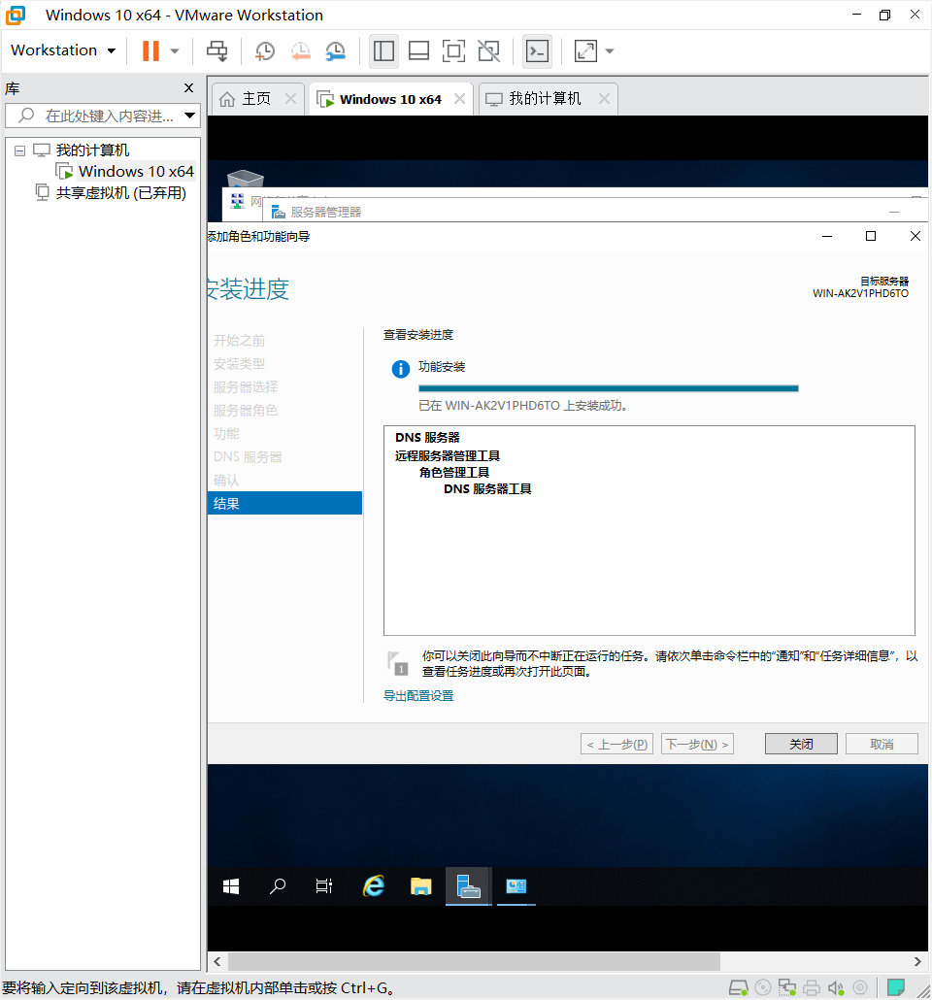 Windows 10 x64 - VMware Workstation
Workstation
库
主页
Windows 10 x64
我的计算机
在此处键入内容进...
我的计算机
Windows 10 x64
共享虚拟机 (已弃用)
服务器管理器
添加角色和功能向导
安装进度
目标服务器
WIN-AK2V1PHD6TO
开始之前
安装类型
服务器选择
服务器角色
功能
DNS 服务器
确认
结果
查看安装进度
功能安装
已在 WIN-AK2V1PHD6TO 上安装成功。
DNS 服务器
远程服务器管理工具
角色管理工具
DNS 服务器工具
1
你可以关闭此向导而不中断正在运行的任务。请依次单击命令栏中的"通知"和"任务详细信息"，以
查看任务进度或再次打开此页面。
导出配置设置
< 上一步(P)
下一步(N) >
关闭
取消
要将输入定向到该虚拟机，请在虚拟机内部单击或按 Ctrl+G。